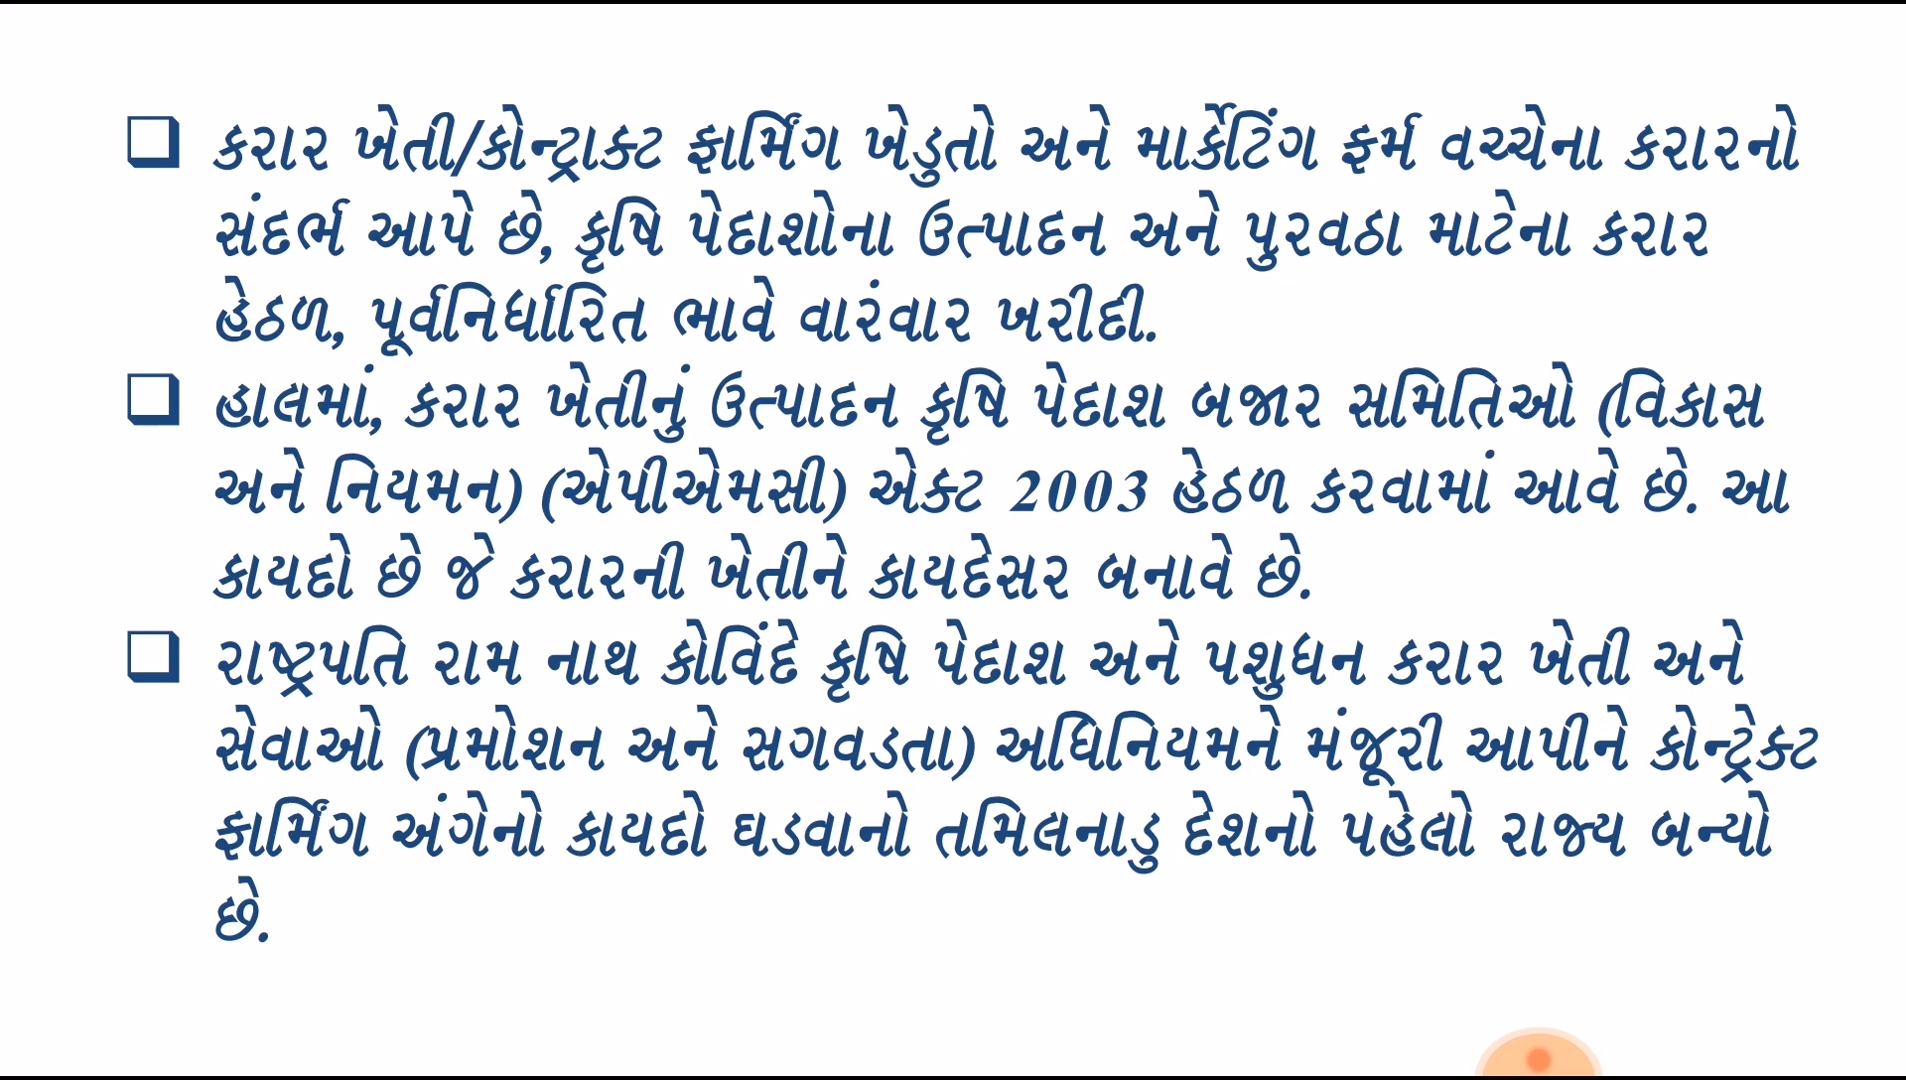 કરાર ખેતી/કોન્ટ્રાક્ટ ફાર્મિંગ ખેડુતો અને માર્કેટિંગ ફર્મ વચ્ચેના કરારનો
સંદર્ભ આપે છે, કૃષિ પેદાશોના ઉત્પાદન અને પુરવઠા માટેના કરાર
હેઠળ, પૂર્વનિર્ધારિત ભાવે વારંવાર ખરીદી.
હાલમાં, કરાર ખેતીનું ઉત્પાદન કૃષિ પેદાશ બજાર સમિતિઓ (વિકાસ
અને નિયમન) (એપીએમસી) એક્ટ 2003 હેઠળ કરવામાં આવે છે. આ
કાયદો છે જે કરારની ખેતીને કાયદેસર બનાવે છે.
રાષ્ટ્રપતિ રામ નાથ કોવિંદે કૃષિ પેદાશ અને પશુધન કરાર ખેતી અને
સેવાઓ (પ્રમોશન અને સગવડતા) અધિનિયમને મંજૂરી આપીને કોન્ટ્રેક્ટ
ફાર્મિંગ અંગેનો કાયદો ઘડવાનો તમિલનાડુ દેશનો પહેલો રાજ્ય બન્યો
છે.